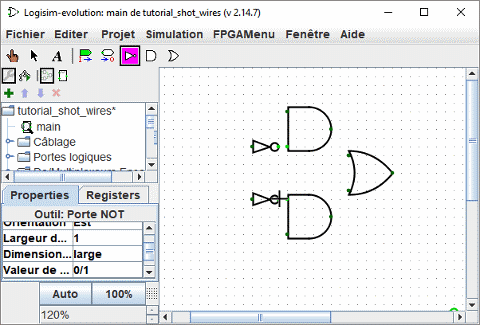 Logisim-evolution: main de tutorial_shot_wires (v 2.14.7)
Fichier Editer Projet Simulation FPGAMenu Fenêtre Aide
A
tutorial_shot_wires*
main
Câblage
Portes logiques
Properties Registers
Outil: Porte NOT
Orientation Est
Largeur d... 1
Dimension... large
Valeur de ... 0/1
Auto 100%
120%